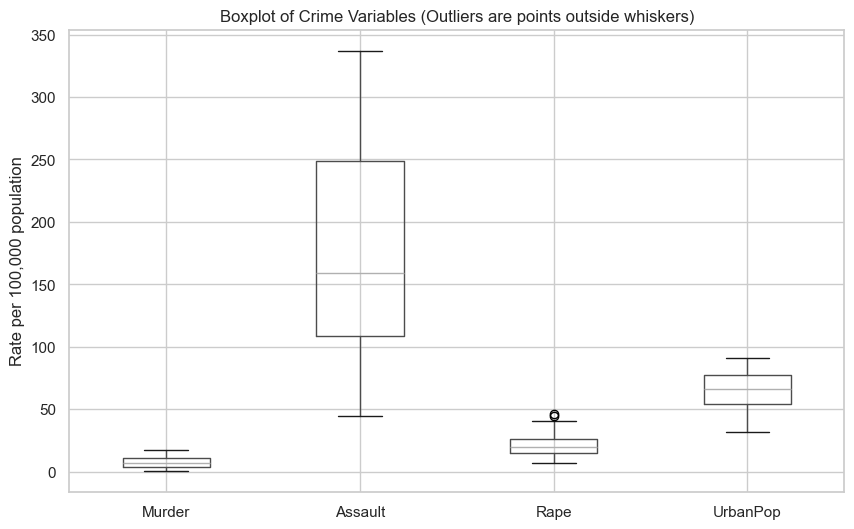 Boxplot of Crime Variables (Outliers are points outside whiskers)
Rate per 100,000 population
350
300
250
200
150
100
50
0
Murder Assault Rape UrbanPop